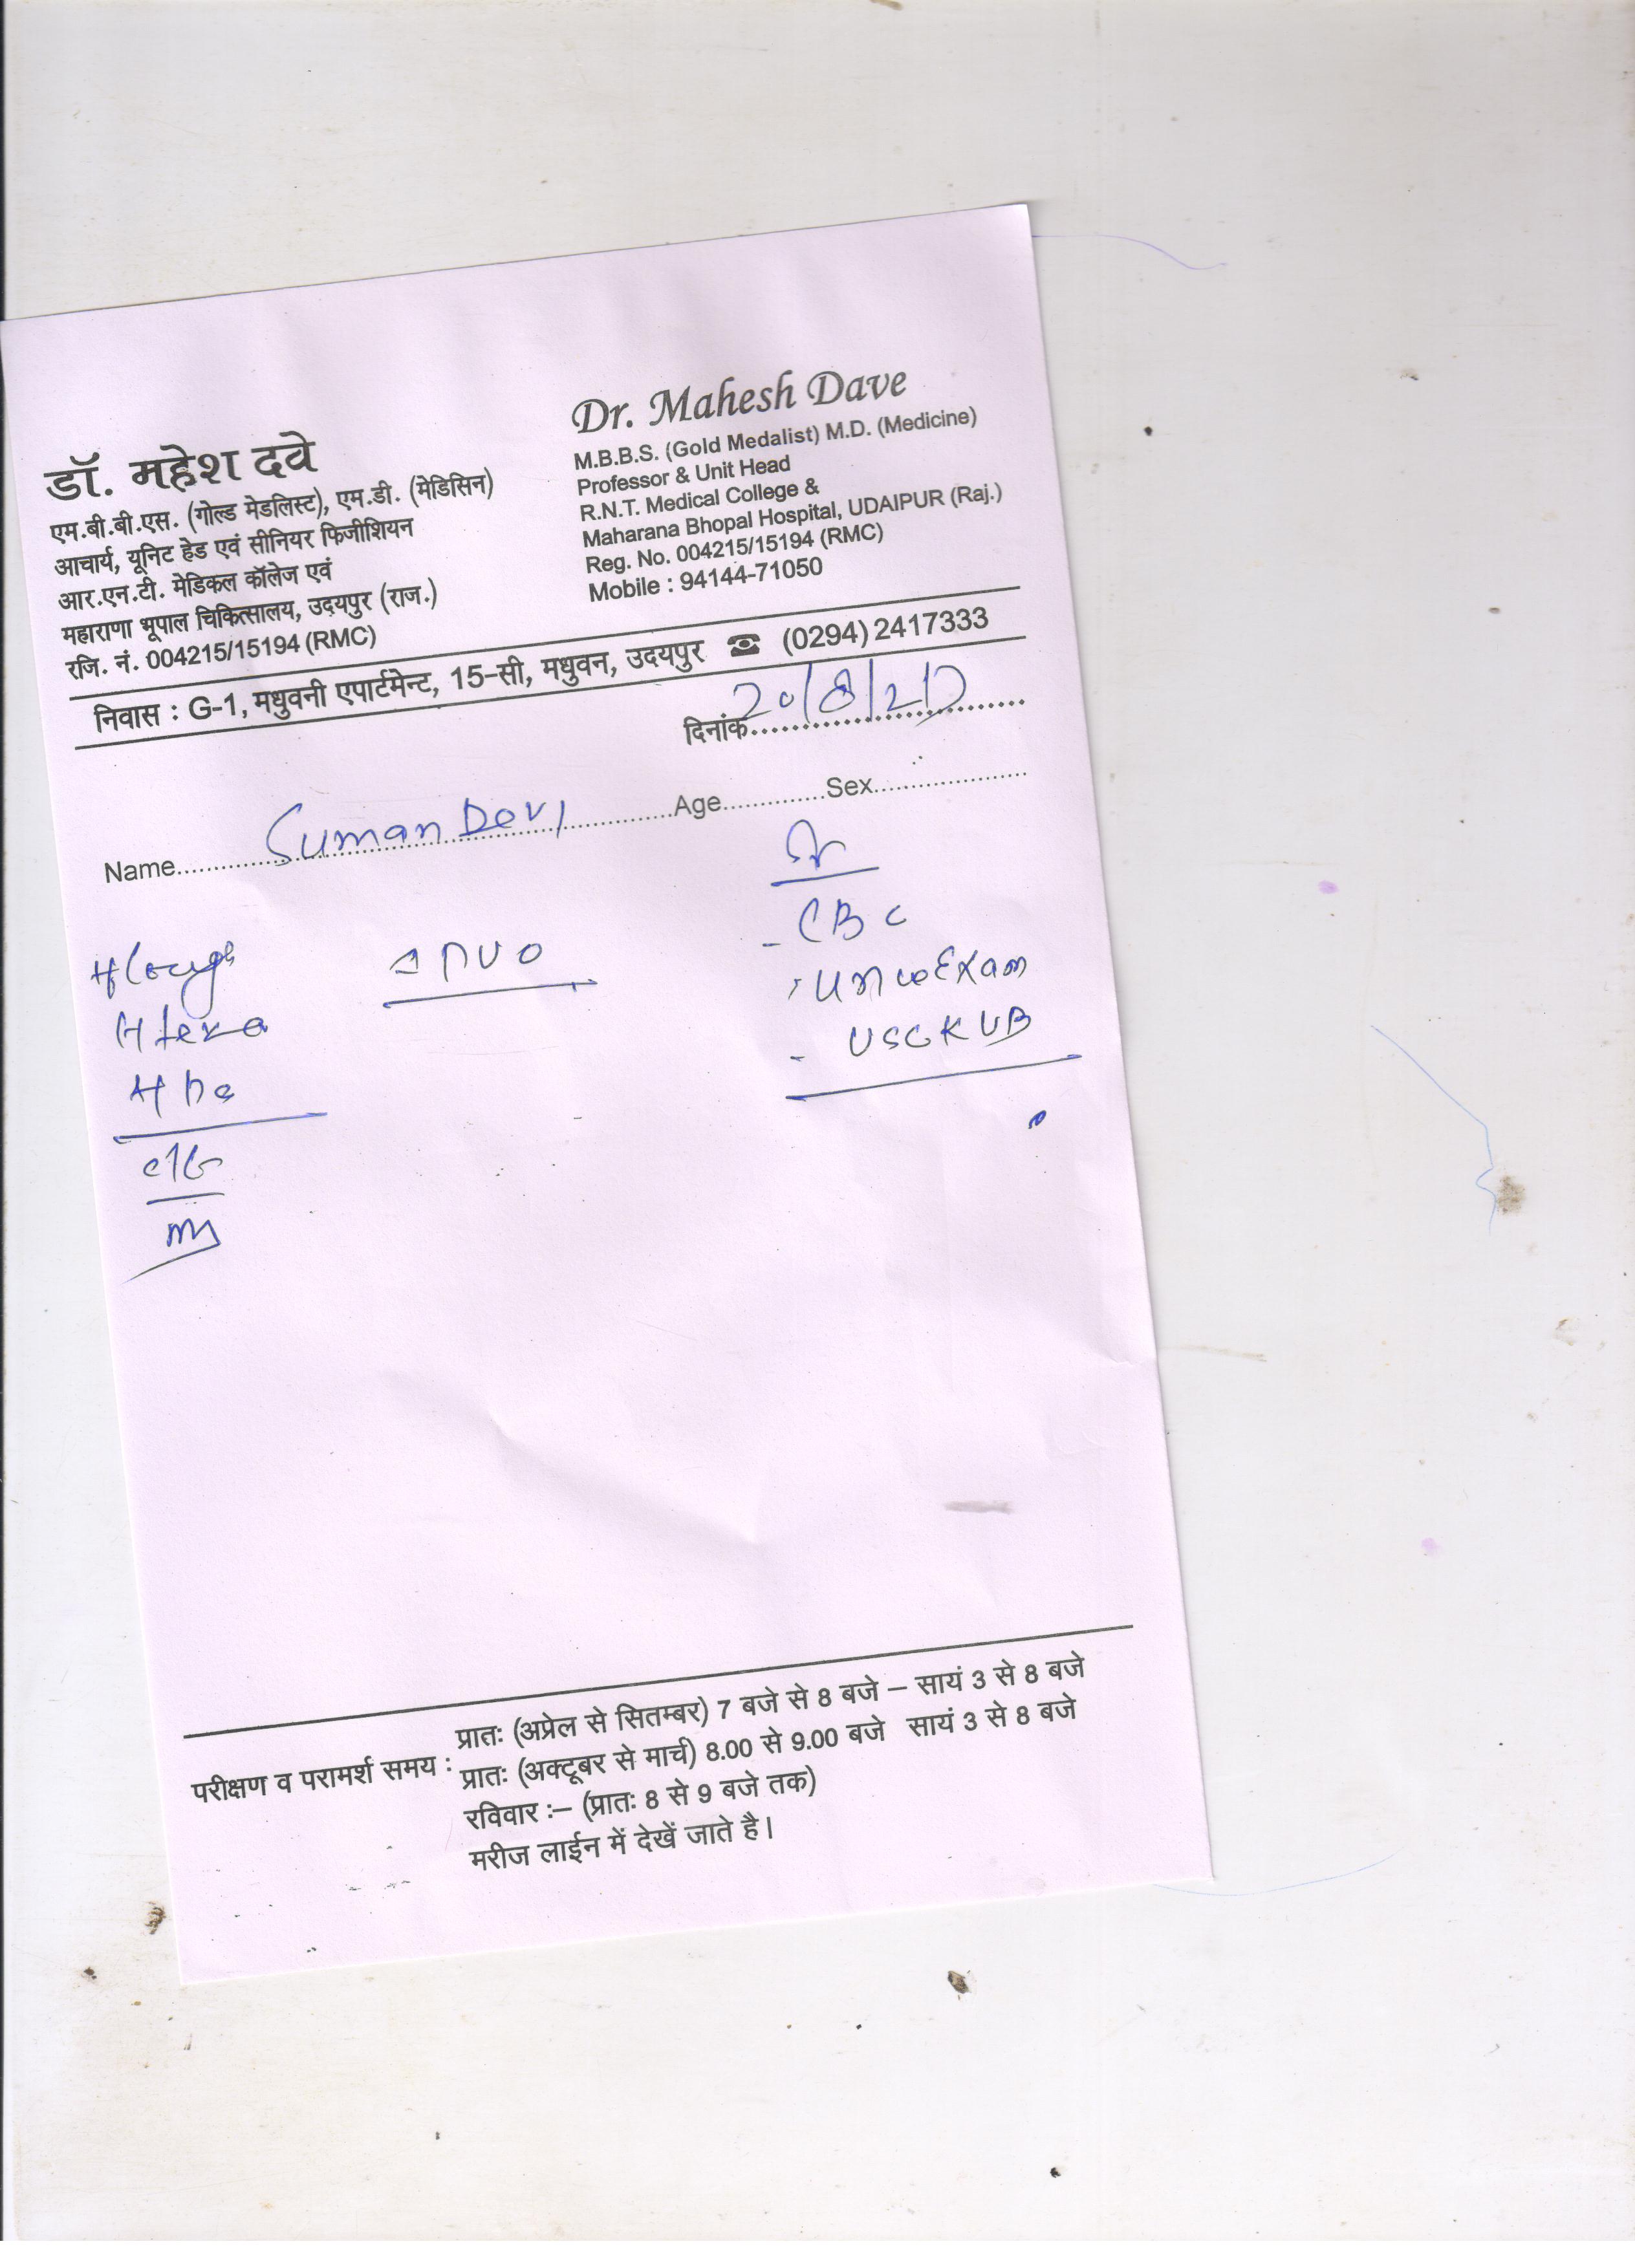 डॉ. महेश दवे
एम.बी.बी.एस. (गोल्ड मेडलिस्ट), एम.डी. (मेडिसिन)
आचार्य, यूनिट हेड एवं सीनियर फिजीशियन
आर.एन.टी. मेडिकल कॉलेज एवं
महाराणा भूपाल चिकित्सालय, उदयपुर (राज.)
रजि. नं. 004215/15194 (RMC)
Dr. Mahesh Dave
M.B.B.S. (Gold Medalist) M.D. (Medicine)
Professor & Unit Head
R.N.T. Medical College &
Maharana Bhopal Hospital, UDAIPUR (Raj.)
Reg. No. 004215/15194 (RMC)
Mobile : 94144-71050
निवास : G-1, मधुवनी एपार्टमेन्ट, 15-सी, मधुवन, उदयपुर ☎ (0294) 2417333
दिनांक
Name Suman Devi Age Sex
- CBC
- USG KUB
प्रातः (अप्रेल से सितम्बर) 7 बजे से 8 बजे – सायं 3 से 8 बजे
परीक्षण व परामर्श समय : प्रातः (अक्टूबर से मार्च) 8.00 से 9.00 बजे सायं 3 से 8 बजे
रविवार :– (प्रातः 8 से 9 बजे तक)
मरीज लाईन में देखें जाते है।